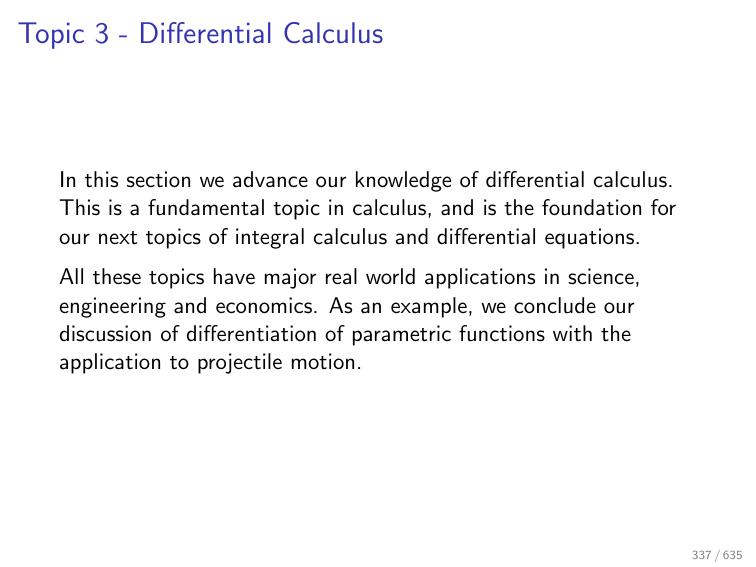 Topic 3 - Differential Calculus
In this section we advance our knowledge of differential calculus.
This is a fundamental topic in calculus, and is the foundation for
our next topics of integral calculus and differential equations.
All these topics have major real world applications in science,
engineering and economics. As an example, we conclude our
discussion of differentiation of parametric functions with the
application to projectile motion.
337 / 635